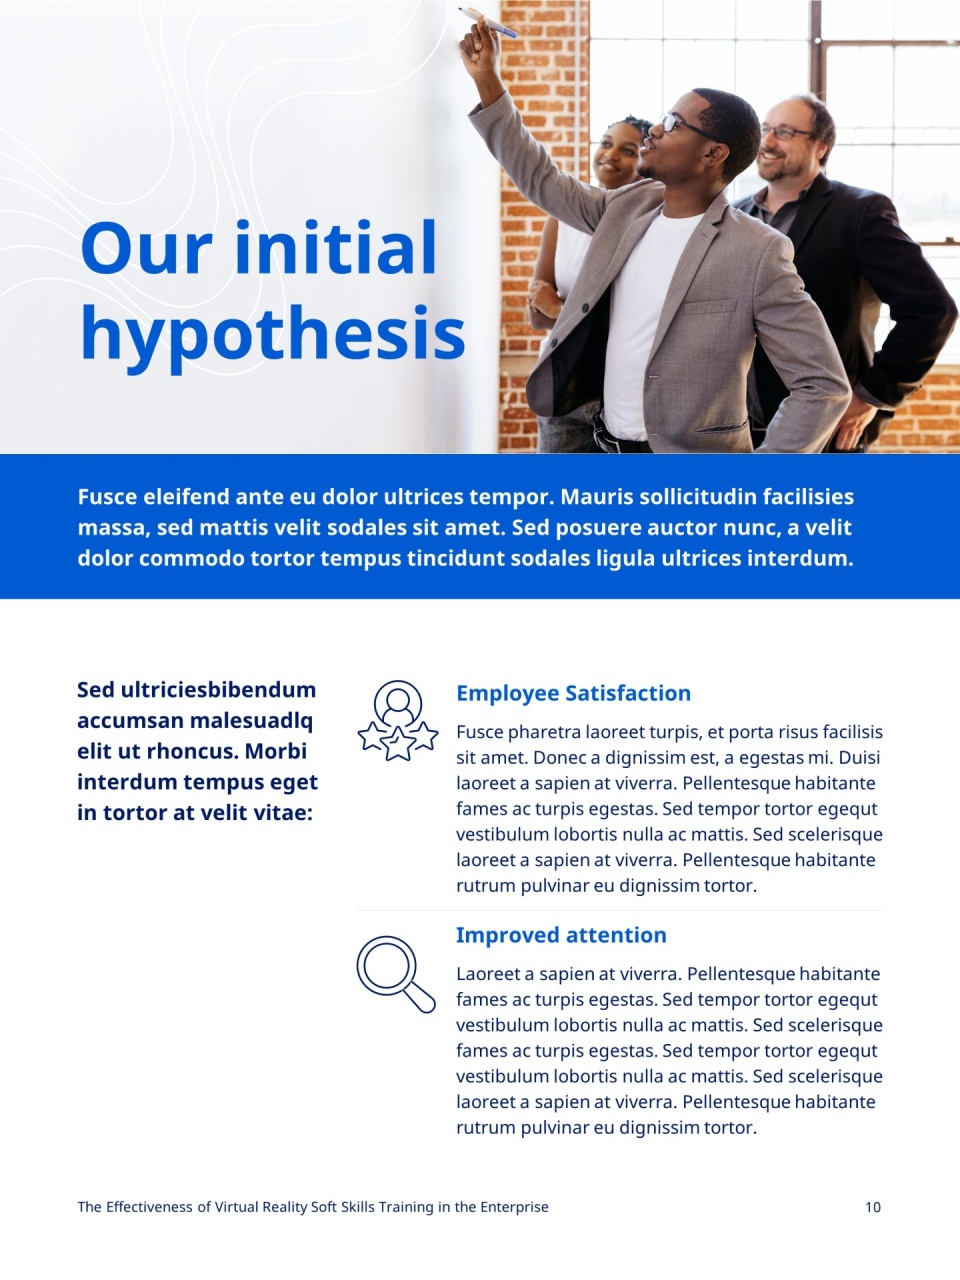 Our initial
hypothesis
Fusce eleifend ante eu dolor ultrices tempor. Mauris sollicitudin facilisies
massa, sed mattis velit sodales sit amet. Sed posuere auctor nunc, a velit
dolor commodo tortor tempus tincidunt sodales ligula ultrices interdum.
Sed ultriciesbibendum
accumsan malesuadlq
elit ut rhoncus. Morbi
interdum tempus eget
in tortor at velit vitae:
Employee Satisfaction
Fusce pharetra laoreet turpis, et porta risus facilisis
sit amet. Donec a dignissim est, a egestas mi. Duisi
laoreet a sapien at viverra. Pellentesque habitante
fames ac turpis egestas. Sed tempor tortor egequt
vestibulum lobortis nulla ac mattis. Sed scelerisque
laoreet a sapien at viverra. Pellentesque habitante
rutrum pulvinar eu dignissim tortor.
Improved attention
Laoreet a sapien at viverra. Pellentesque habitante
fames ac turpis egestas. Sed tempor tortor egequt
vestibulum lobortis nulla ac mattis. Sed scelerisque
fames ac turpis egestas. Sed tempor tortor egequt
vestibulum lobortis nulla ac mattis. Sed scelerisque
laoreet a sapien at viverra. Pellentesque habitante
rutrum pulvinar eu dignissim tortor.
The Effectiveness of Virtual Reality Soft Skills Training in the Enterprise
10